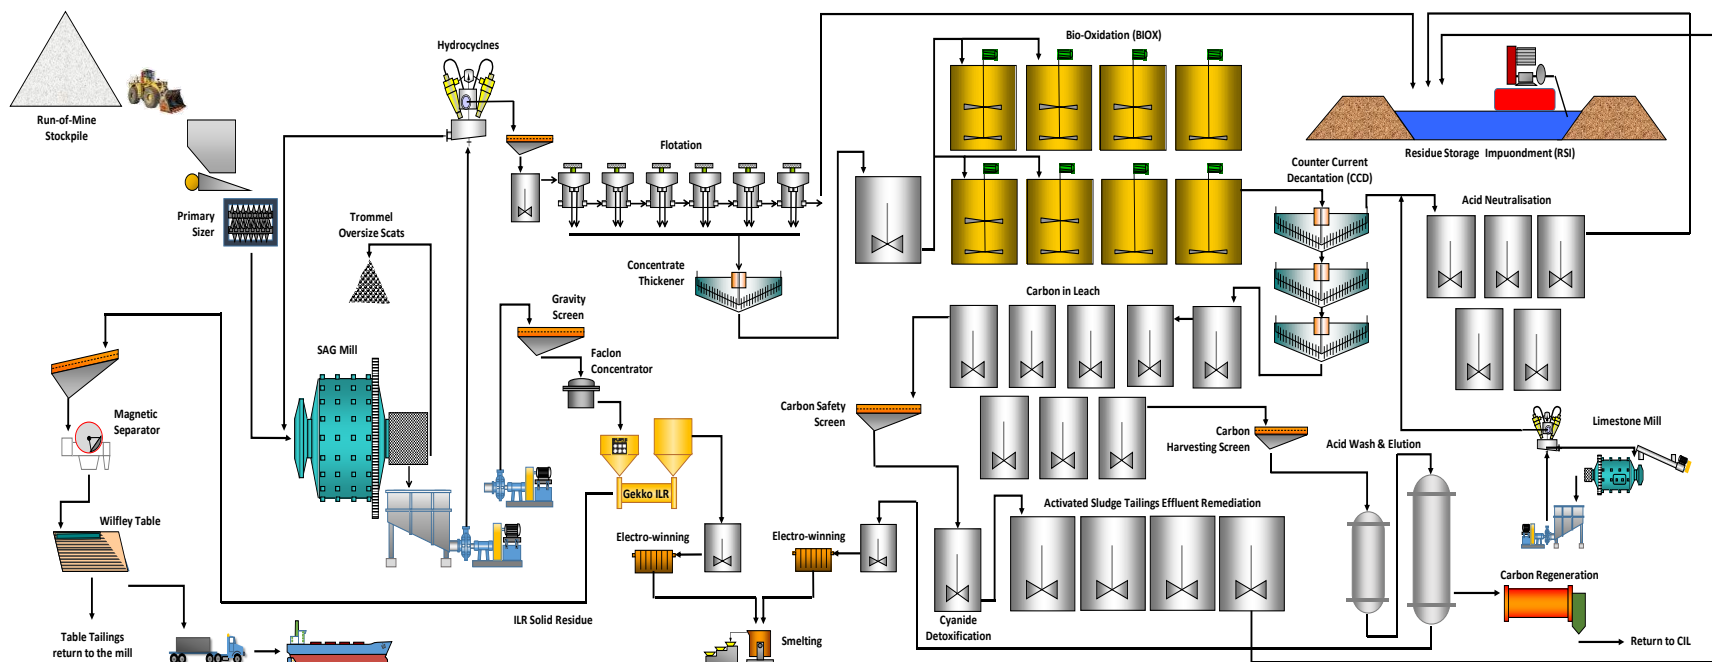 Hydrocyclnes
Bio-Oxidation (BIOX)
Run-of-Mine
Stockpile
Flotation
Residue Storage Impuondment (RSI)
Counter Current
Decantation (CCD)
Primary
Sizer
Trommel
Oversize Scats
Acid Neutralisation
Concentrate
Thickener
Carbon in Leach
Gravity
Screen
SAG Mill
Faclon
Concentrator
Carbon Safety
Screen
Magnetic
Separator
Carbon
Harvesting Screen
Acid Wash & Elution
Limestone Mill
Gekko ILR
Activated Sludge Tailings Effluent Remediation
Wilfley Table
Electro-winning
Electro-winning
Carbon Regeneration
ILR Solid Residue
Cyanide
Detoxification
Table Tailings
return to the mill
Smelting
Return to CIL